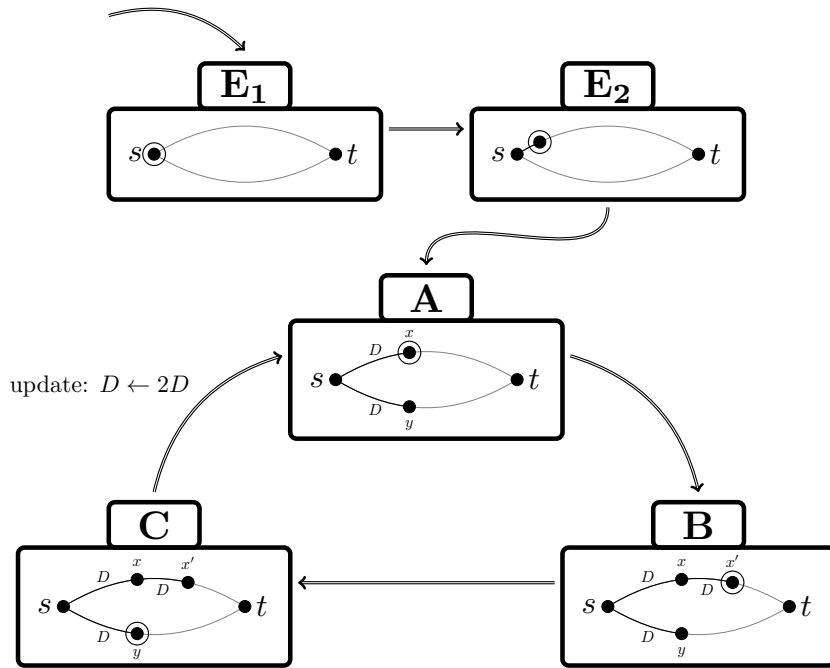 E₁ E₂
s t s t
A
x
D
s t
D
y
update: D ← 2D
C B
x x′ x x′
D D D D
s t s t
D D
y y